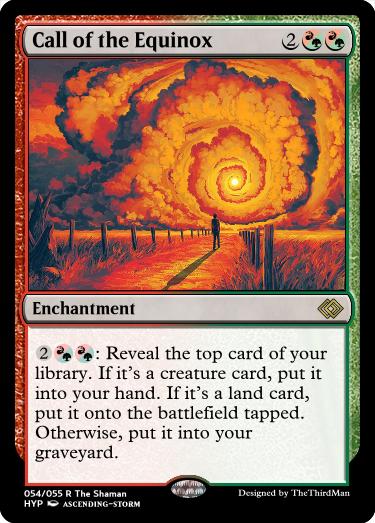 Call of the Equinox 2
Enchantment
2 : Reveal the top card of your
library. If it's a creature card, put it
into your hand. If it's a land card,
put it onto the battlefield tapped.
Otherwise, put it into your
graveyard.
054/055 R The Shaman
HYP ASCENDING-STORM
Designed by TheThirdMan